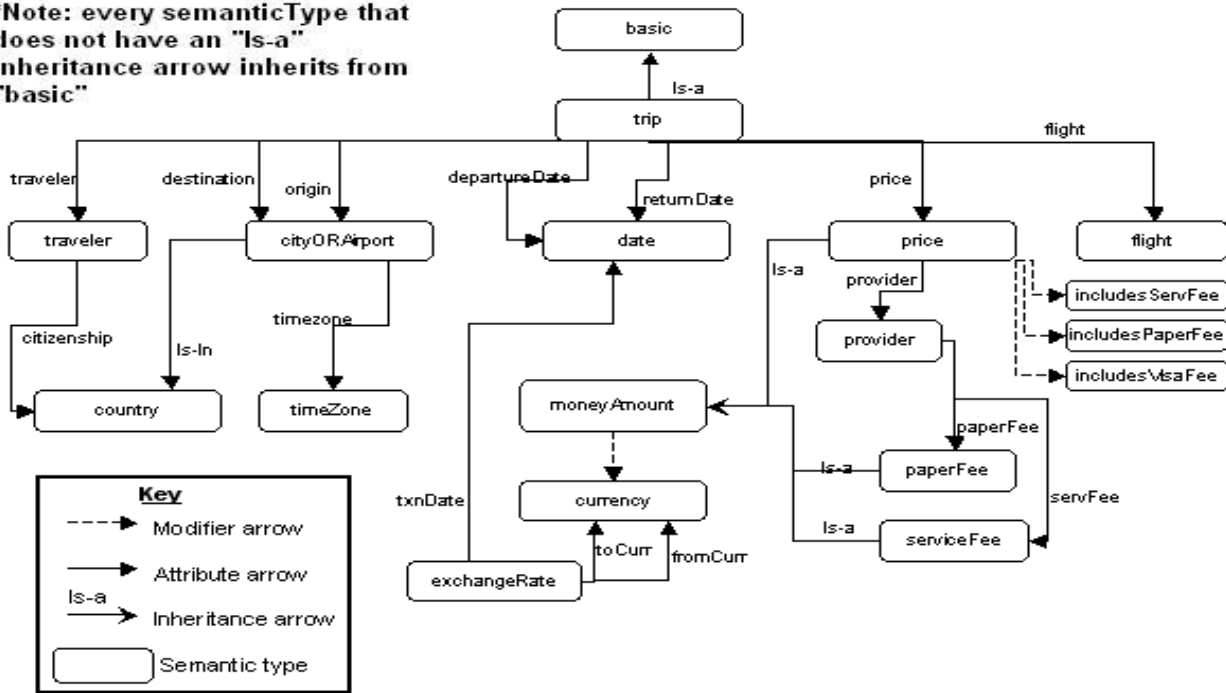 *Note: every semanticType that
does not have an "Is-a"
inheritance arrow inherits from
"basic"
basic
Is-a
trip
flight
traveler
destination
origin
departureDate
returnDate
price
traveler
cityORAirport
date
price
flight
Is-a
provider
includesServFee
includesPaperFee
includesVisaFee
citizenship
Is-In
timezone
provider
country
timeZone
moneyAmount
paperFee
Is-a
paperFee
Key
Modifier arrow
Attribute arrow
Is-a
Inheritance arrow
Semantic type
txnDate
currency
servFee
Is-a
serviceFee
toCurr
fromCurr
exchangeRate